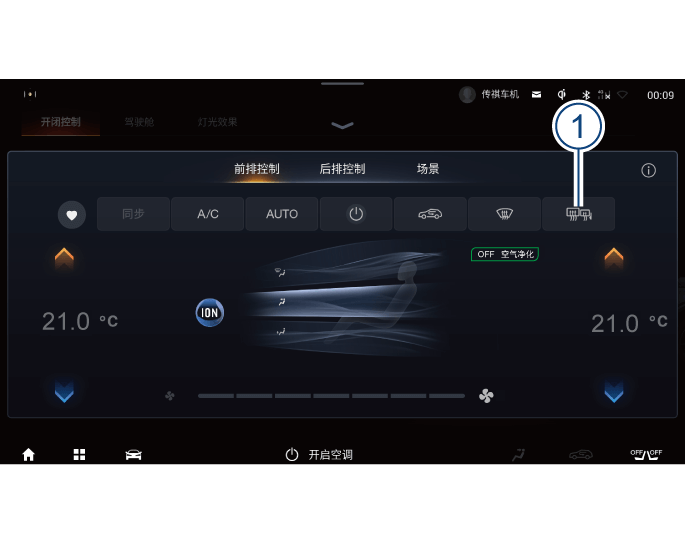 传祺车机 00:09
开闭控制 驾驶舱 灯光效果
1
前排控制 后排控制 场景
同步 A/C AUTO
OFF 空气净化
21.0 °C ION 21.0 °C
开启空调 OFF OFF